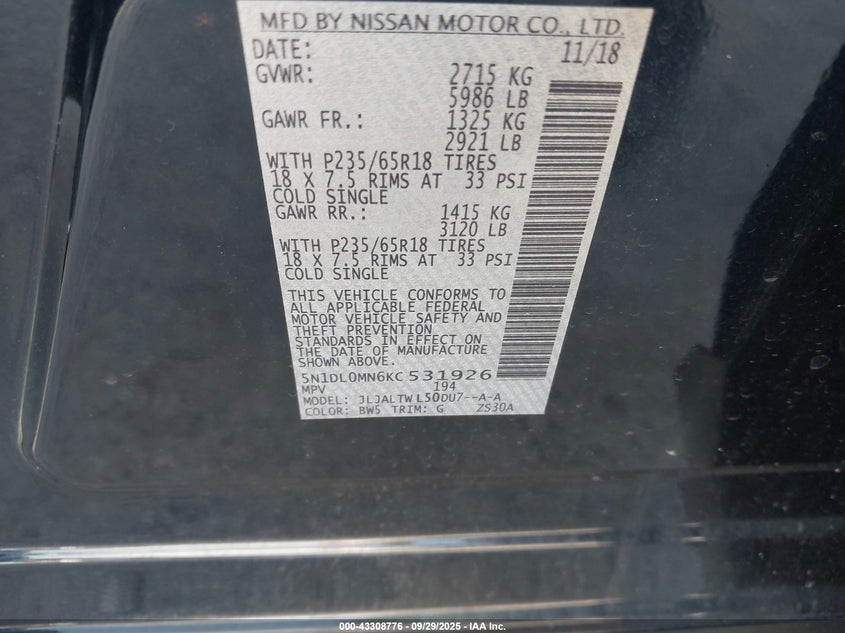 MFD BY NISSAN MOTOR CO., LTD.
DATE: 11/18
GVWR: 2715 KG
5986 LB
GAWR FR.: 1325 KG
2921 LB
WITH P235/65R18 TIRES
18 X 7.5 RIMS AT 33 PSI
COLD SINGLE
GAWR RR.: 1415 KG
3120 LB
WITH P235/65R18 TIRES
18 X 7.5 RIMS AT 33 PSI
COLD SINGLE
THIS VEHICLE CONFORMS TO
ALL APPLICABLE FEDERAL
MOTOR VEHICLE SAFETY AND
THEFT PREVENTION
STANDARDS IN EFFECT ON
THE DATE OF MANUFACTURE
SHOWN ABOVE.
5N1DL0MN6KC531926
MPV 194
MODEL: JLJALTWL50DU7--A-A
COLOR: BW5 TRIM: G ZS30A
000-43308776 - 09/29/2025 - IAA Inc.